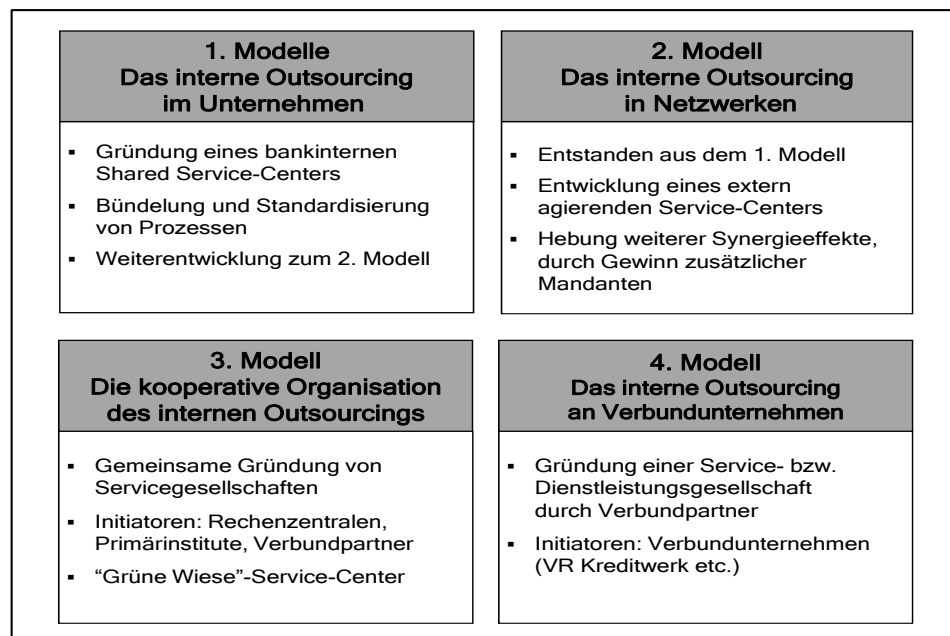 1. Modelle
Das interne Outsourcing
im Unternehmen
▪ Gründung eines bankinternen
Shared Service-Centers
▪ Bündelung und Standardisierung
von Prozessen
▪ Weiterentwicklung zum 2. Modell
2. Modell
Das interne Outsourcing
in Netzwerken
▪ Entstanden aus dem 1. Modell
▪ Entwicklung eines extern
agierenden Service-Centers
▪ Hebung weiterer Synergieeffekte,
durch Gewinn zusätzlicher
Mandanten
3. Modell
Die kooperative Organisation
des internen Outsourcings
▪ Gemeinsame Gründung von
Servicegesellschaften
▪ Initiatoren: Rechenzentralen,
Primärinstitute, Verbundpartner
▪ “Grüne Wiese”-Service-Center
4. Modell
Das interne Outsourcing
an Verbundunternehmen
▪ Gründung einer Service- bzw.
Dienstleistungsgesellschaft
durch Verbundpartner
▪ Initiatoren: Verbundunternehmen
(VR Kreditwerk etc.)